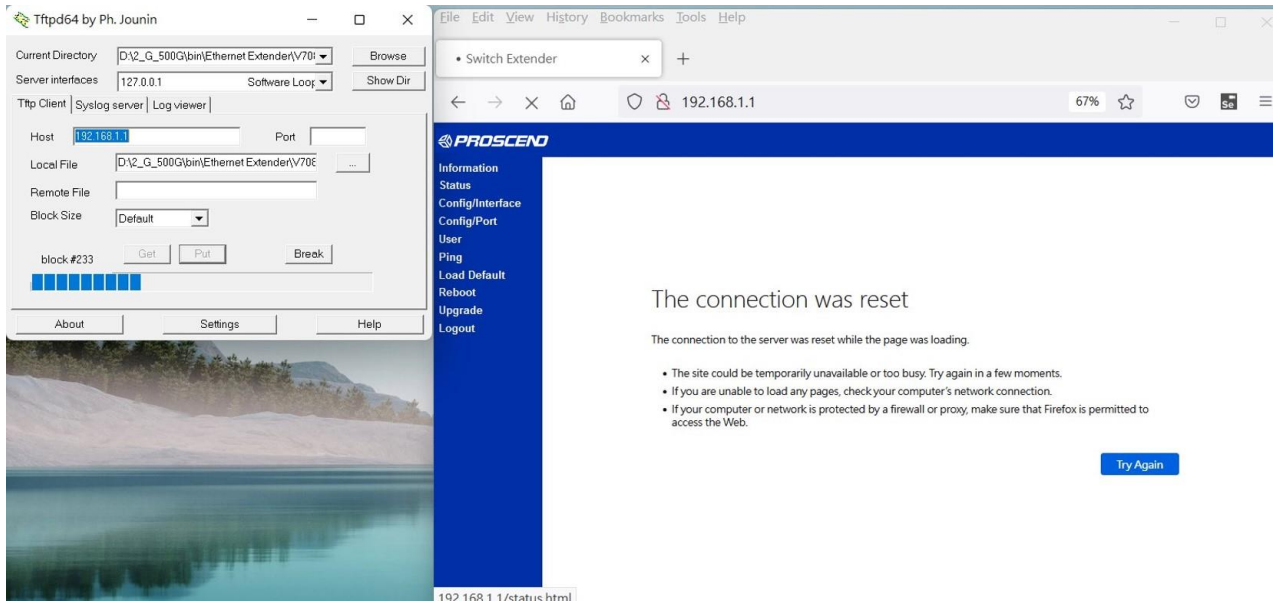 Tftpd64 by Ph. Jounin
Current Directory D:\2_G_500G\bin\Ethernet Extender\V708 Browse
Server interfaces 127.0.0.1 Software Loop Show Dir
Tftp Client Syslog server Log viewer
Host 192.168.1.1 Port
Local File D:\2_G_500G\bin\Ethernet Extender\V708 ...
Remote File
Block Size Default
block #233 Get Put Break
About Settings Help
File Edit View History Bookmarks Tools Help
• Switch Extender
192.168.1.1 67% Se
PROSCEND
Information
Status
Config/Interface
Config/Port
User
Ping
Load Default
Reboot
Upgrade
Logout
The connection was reset
The connection to the server was reset while the page was loading.
• The site could be temporarily unavailable or too busy. Try again in a few moments.
• If you are unable to load any pages, check your computer's network connection.
• If your computer or network is protected by a firewall or proxy, make sure that Firefox is permitted to
access the Web.
Try Again
192.168.1.1/status.html